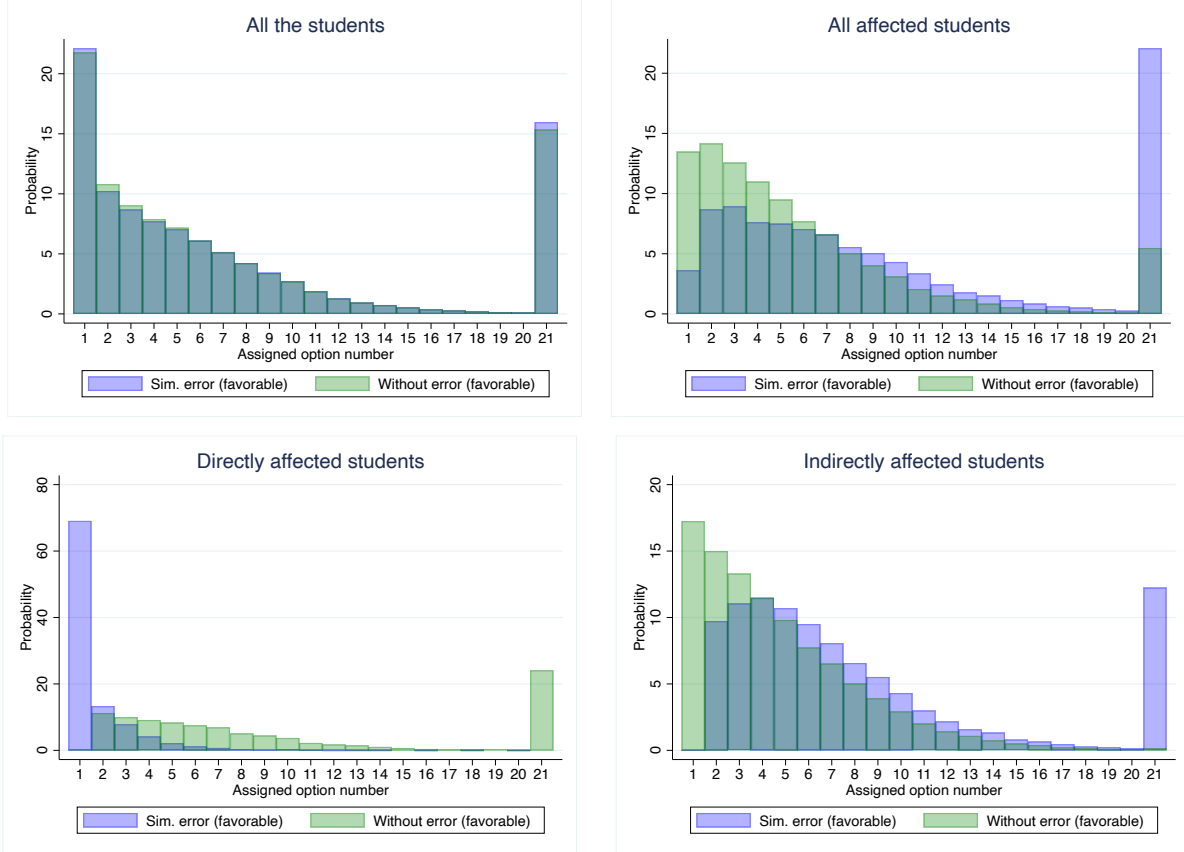 All the students
Probability
20
15
10
5
0
1 2 3 4 5 6 7 8 9 10 11 12 13 14 15 16 17 18 19 20 21
Assigned option number
Sim. error (favorable) Without error (favorable)
All affected students
Probability
20
15
10
5
0
1 2 3 4 5 6 7 8 9 10 11 12 13 14 15 16 17 18 19 20 21
Assigned option number
Sim. error (favorable) Without error (favorable)
Directly affected students
Probability
80
60
40
20
0
1 2 3 4 5 6 7 8 9 10 11 12 13 14 15 16 17 18 19 20 21
Assigned option number
Sim. error (favorable) Without error (favorable)
Indirectly affected students
Probability
20
15
10
5
0
1 2 3 4 5 6 7 8 9 10 11 12 13 14 15 16 17 18 19 20 21
Assigned option number
Sim. error (favorable) Without error (favorable)